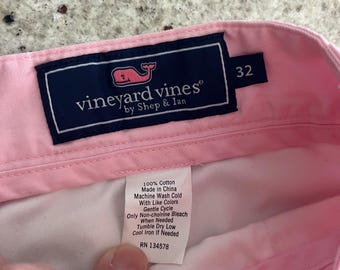 vineyard vines®
by Shep & Ian
32
100% Cotton
Made in China
Machine Wash Cold
With Like Colors
Gentle Cycle
Only Non-cholrine Bleach
When Needed
Tumble Dry Low
Cool Iron If Needed
RN 134578